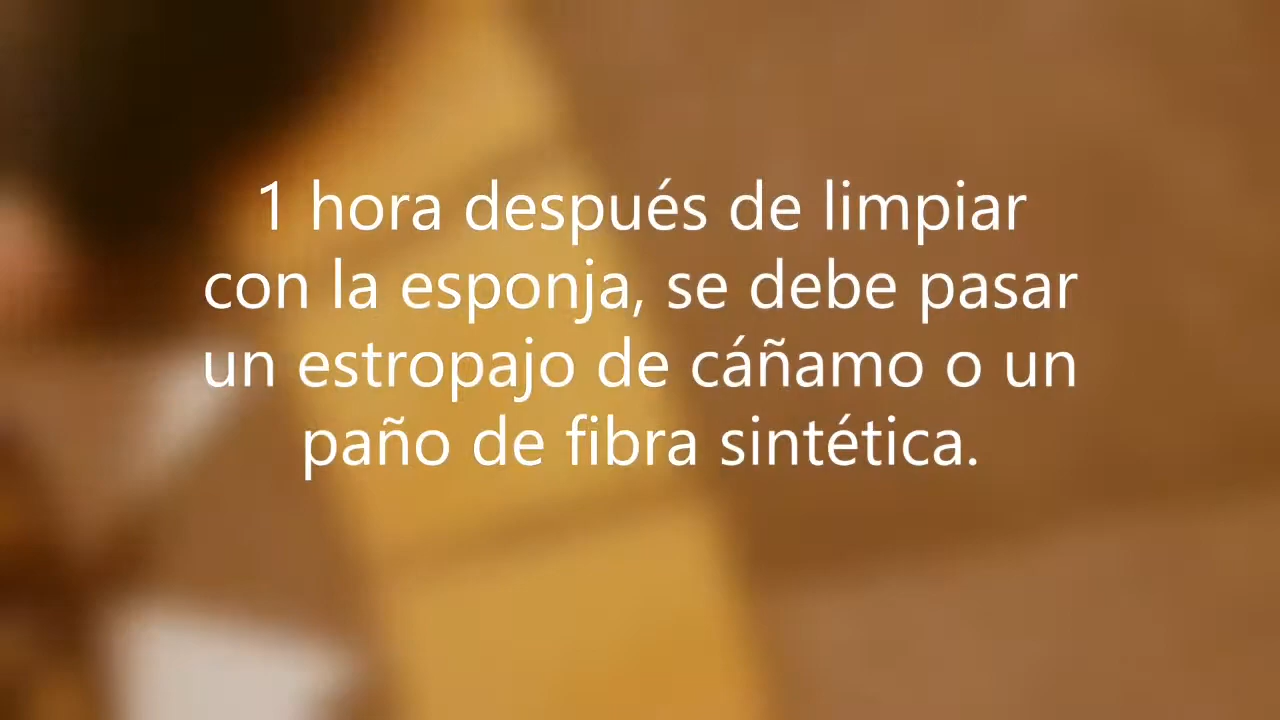 1 hora después de limpiar
con la esponja, se debe pasar
un estropajo de cáñamo o un
paño de fibra sintética.